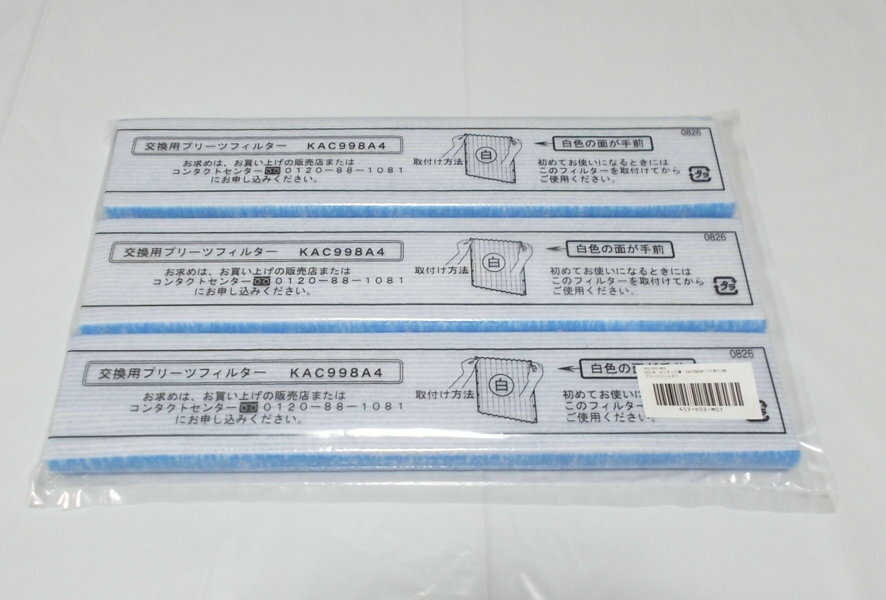 0826
交換用プリーツフィルター KAC998A4
お求めは、お買い上げの販売店または
コンタクトセンター 0120-88-1081
にお申し込みください。
取付け方法
白
白色の面が手前
初めてお使いになるときには
このフィルターを取付けてから
ご使用ください。
プラ
0826
交換用プリーツフィルター KAC998A4
お求めは、お買い上げの販売店または
コンタクトセンター 0120-88-1081
にお申し込みください。
取付け方法
白
白色の面が手前
初めてお使いになるときには
このフィルターを取付けてから
ご使用ください。
プラ
0826
交換用プリーツフィルター KAC998A4
お求めは、お買い上げの販売店または
コンタクトセンター 0120-88-1081
にお申し込みください。
取付け方法
白
白色の面が
初めてお使いに
このフィルター
ご使用ください。